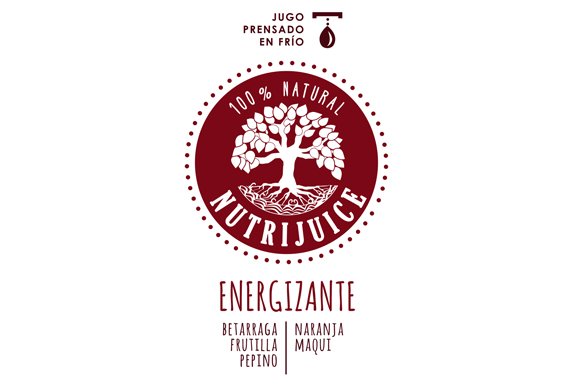 JUGO
PRENSADO
EN FRÍO
100% NATURAL
NUTRIJUICE
ENERGIZANTE
BETARRAGA
FRUTILLA
PEPINO
NARANJA
MAQUI